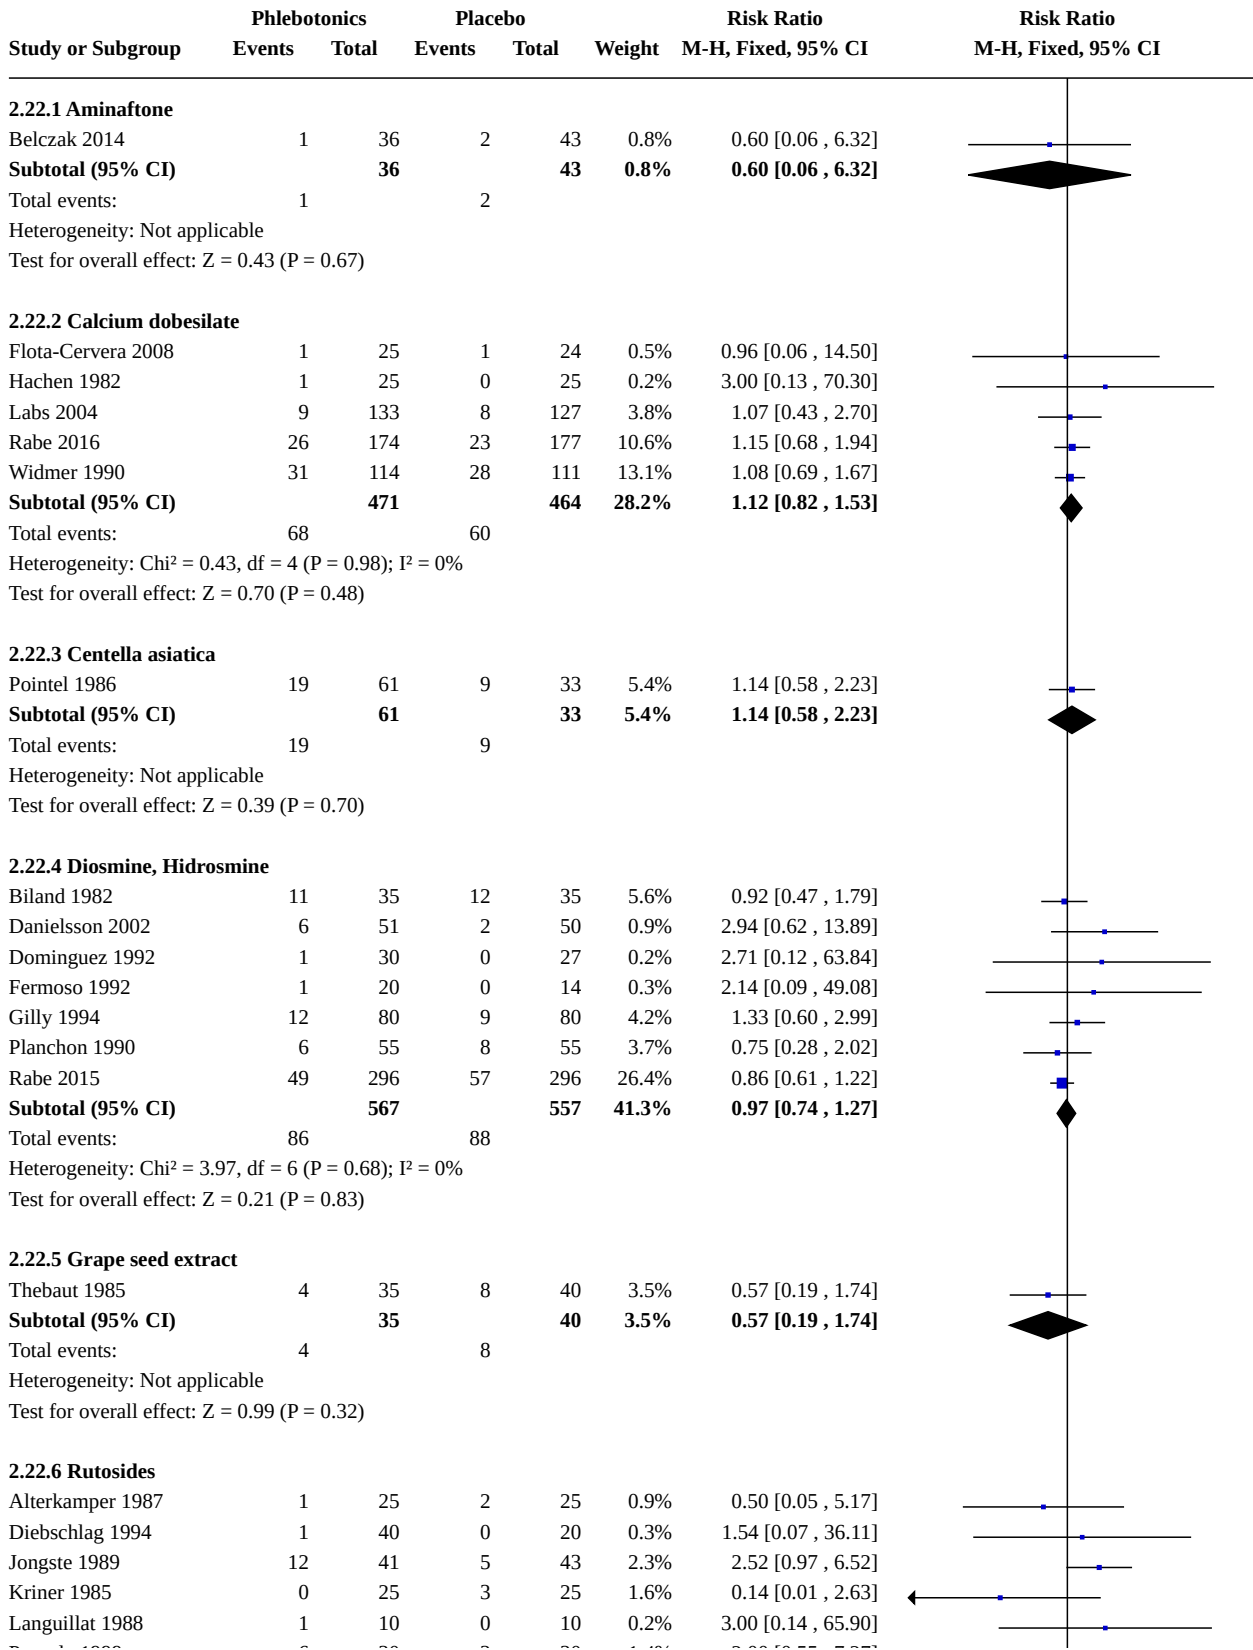 Phlebotonics Placebo Risk Ratio Risk Ratio
Study or Subgroup Events Total Events Total Weight M-H, Fixed, 95% CI M-H, Fixed, 95% CI
2.22.1 Aminaftone
Belczak 2014 1 36 2 43 0.8% 0.60 [0.06 , 6.32]
Subtotal (95% CI) 36 43 0.8% 0.60 [0.06 , 6.32]
Total events: 1 2
Heterogeneity: Not applicable
Test for overall effect: Z = 0.43 (P = 0.67)
2.22.2 Calcium dobesilate
Flota-Cervera 2008 1 25 1 24 0.5% 0.96 [0.06 , 14.50]
Hachen 1982 1 25 0 25 0.2% 3.00 [0.13 , 70.30]
Labs 2004 9 133 8 127 3.8% 1.07 [0.43 , 2.70]
Rabe 2016 26 174 23 177 10.6% 1.15 [0.68 , 1.94]
Widmer 1990 31 114 28 111 13.1% 1.08 [0.69 , 1.67]
Subtotal (95% CI) 471 464 28.2% 1.12 [0.82 , 1.53]
Total events: 68 60
Heterogeneity: Chi² = 0.43, df = 4 (P = 0.98); I² = 0%
Test for overall effect: Z = 0.70 (P = 0.48)
2.22.3 Centella asiatica
Pointel 1986 19 61 9 33 5.4% 1.14 [0.58 , 2.23]
Subtotal (95% CI) 61 33 5.4% 1.14 [0.58 , 2.23]
Total events: 19 9
Heterogeneity: Not applicable
Test for overall effect: Z = 0.39 (P = 0.70)
2.22.4 Diosmine, Hidrosmine
Biland 1982 11 35 12 35 5.6% 0.92 [0.47 , 1.79]
Danielsson 2002 6 51 2 50 0.9% 2.94 [0.62 , 13.89]
Dominguez 1992 1 30 0 27 0.2% 2.71 [0.12 , 63.84]
Fermoso 1992 1 20 0 14 0.3% 2.14 [0.09 , 49.08]
Gilly 1994 12 80 9 80 4.2% 1.33 [0.60 , 2.99]
Planchon 1990 6 55 8 55 3.7% 0.75 [0.28 , 2.02]
Rabe 2015 49 296 57 296 26.4% 0.86 [0.61 , 1.22]
Subtotal (95% CI) 567 557 41.3% 0.97 [0.74 , 1.27]
Total events: 86 88
Heterogeneity: Chi² = 3.97, df = 6 (P = 0.68); I² = 0%
Test for overall effect: Z = 0.21 (P = 0.83)
2.22.5 Grape seed extract
Thebaut 1985 4 35 8 40 3.5% 0.57 [0.19 , 1.74]
Subtotal (95% CI) 35 40 3.5% 0.57 [0.19 , 1.74]
Total events: 4 8
Heterogeneity: Not applicable
Test for overall effect: Z = 0.99 (P = 0.32)
2.22.6 Rutosides
Alterkamper 1987 1 25 2 25 0.9% 0.50 [0.05 , 5.17]
Diebschlag 1994 1 40 0 20 0.3% 1.54 [0.07 , 36.11]
Jongste 1989 12 41 5 43 2.3% 2.52 [0.97 , 6.52]
Kriner 1985 0 25 3 25 1.6% 0.14 [0.01 , 2.63]
Languillat 1988 1 10 0 10 0.2% 3.00 [0.14 , 65.90]